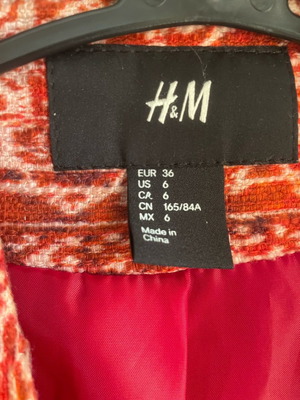 H&M
EUR 36
US 6
CA 6
CN 165/84A
MX 6
Made in
China